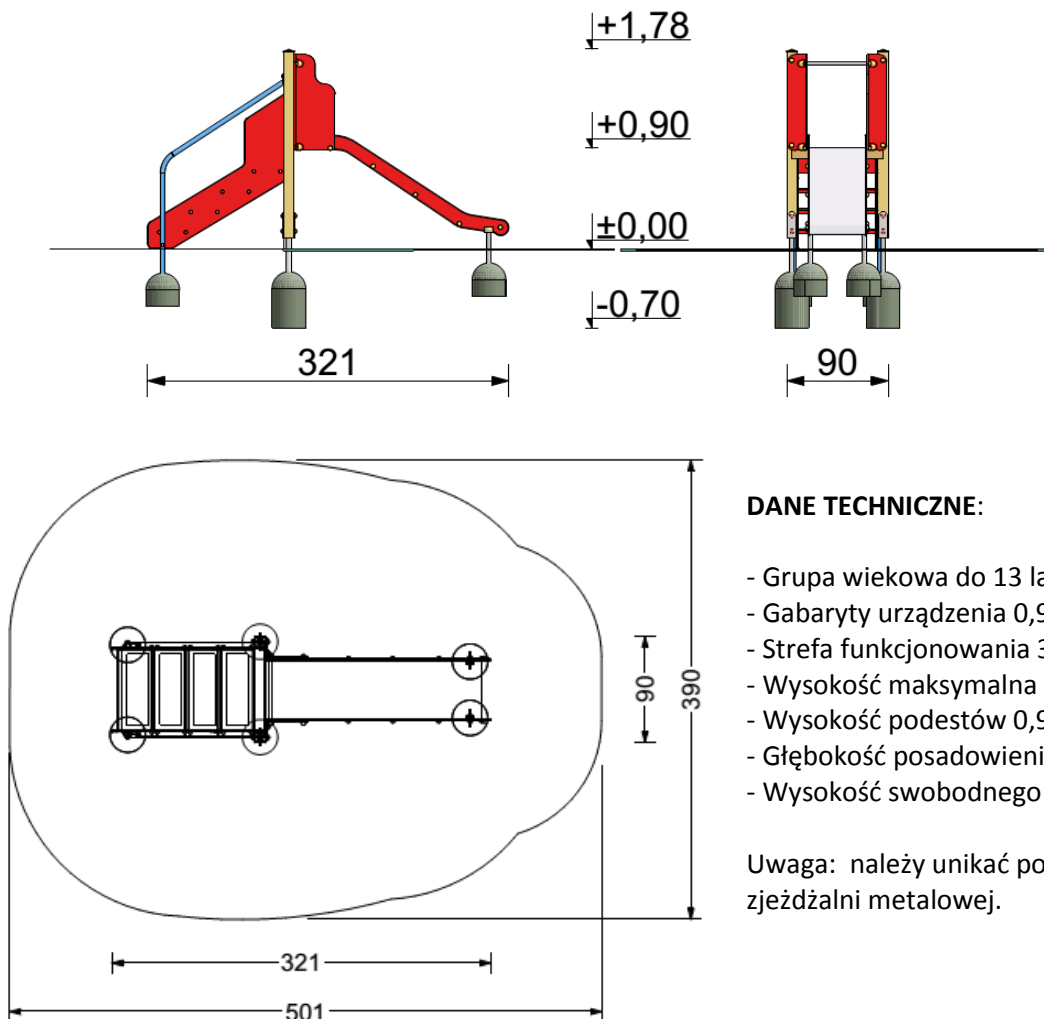 +1,78
+0,90
±0,00
-0,70
321
90
DANE TECHNICZNE:
- Grupa wiekowa do 13 la
- Gabaryty urządzenia 0,9
- Strefa funkcjonowania 3
- Wysokość maksymalna
- Wysokość podestów 0,9
- Głębokość posadowieni
- Wysokość swobodnego
Uwaga: należy unikać po
zjeżdżalni metalowej.
90
390
321
501